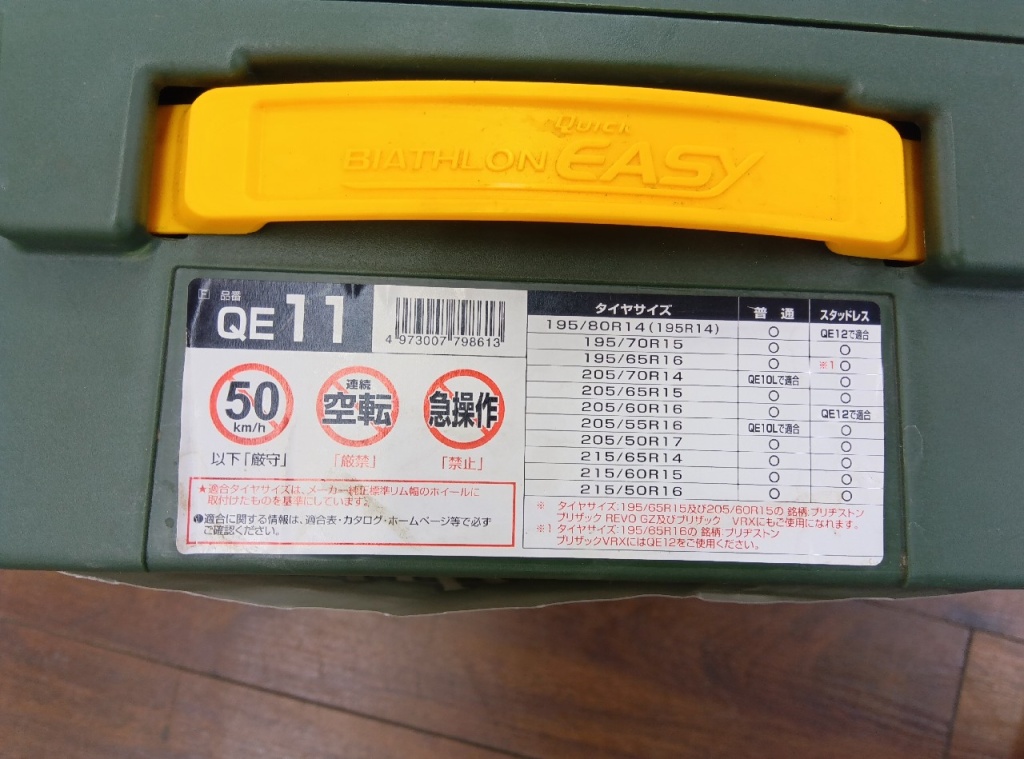 Quick
BIATHLON EASY
品番
QE11
4 973007 798613
50
km/h
以下「厳守」
連続
空転
「厳禁」
急操作
「禁止」
★適合タイヤサイズは、メーカー純正標準リム幅のホイールに
取付けたものを基準にしています。
●適合に関する情報は、適合表・カタログ・ホームページ等で必ず
ご確認ください。
タイヤサイズ 普通 スタッドレス
195/80R14(195R14) ○ QE12で適合
195/70R15 ○ ○
195/65R16 ○ ※1○
205/70R14 QE10Lで適合 ○
205/65R15 ○ ○
205/60R16 ○ QE12で適合
205/55R16 QE10Lで適合 ○
205/50R17 ○ ○
215/65R14 ○ ○
215/60R15 ○ ○
215/50R16 ○ ○
※ タイヤサイズ:195/65R15及び205/60R15の 銘柄:ブリヂストン
ブリザック REVO GZ及びブリザック VRXにもご使用になれます。
※1 タイヤサイズ:195/65R16の 銘柄:ブリヂストン
ブリザックVRXにはQE12をご使用ください。